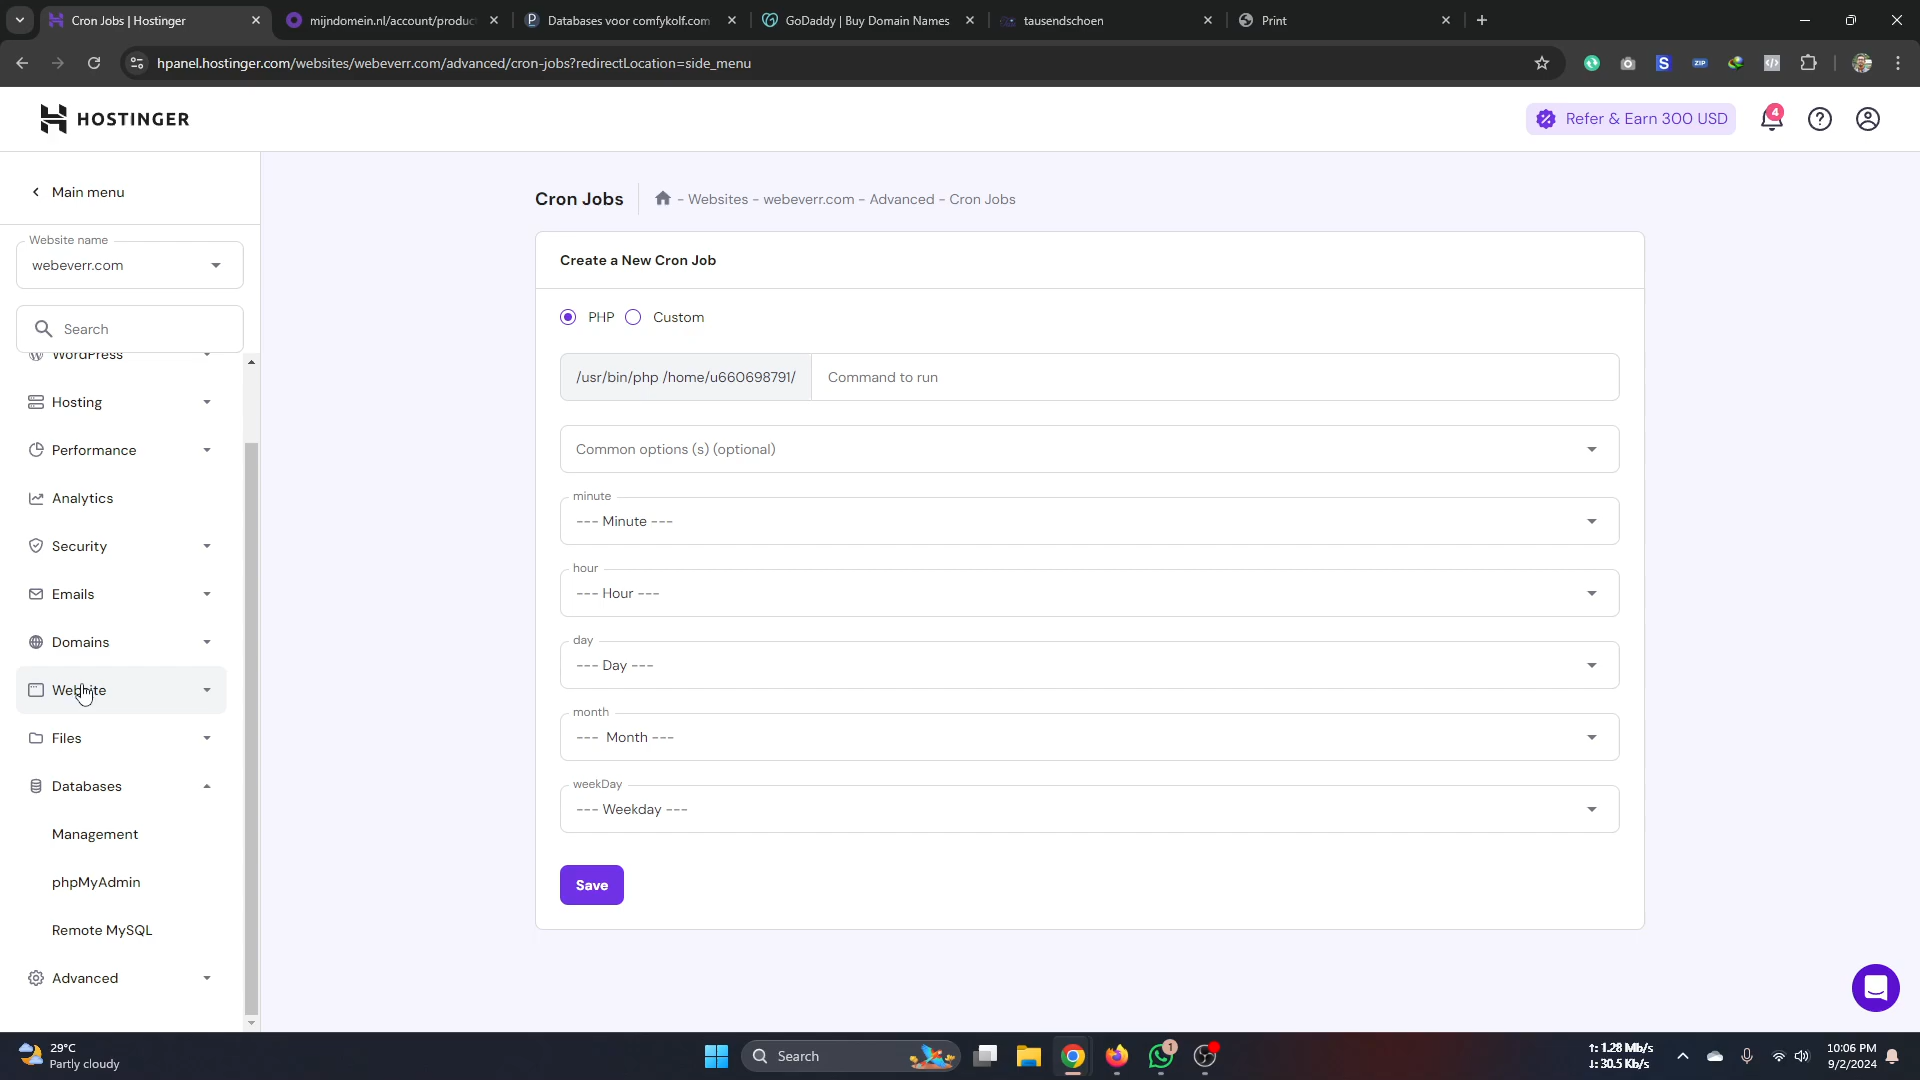 Cron Jobs | Hostinger
mijndomein.nl/account/produc
Databases voor comfykolf.com
GoDaddy | Buy Domain Names
tausendschoen
Print
hpanel.hostinger.com/websites/webeverr.com/advanced/cron-jobs?redirectLocation=side_menu
S
ZIP
HOSTINGER
Refer & Earn 300 USD
4
Main menu
Website name
webeverr.com
Search
WordPress
Hosting
Performance
Analytics
Security
Emails
Domains
Website
Files
Databases
Management
phpMyAdmin
Remote MySQL
Advanced
Cron Jobs
- Websites - webeverr.com - Advanced - Cron Jobs
Create a New Cron Job
PHP
Custom
/usr/bin/php /home/u660698791/
Command to run
Common options (s) (optional)
minute
--- Minute ---
hour
--- Hour ---
day
--- Day ---
month
--- Month ---
weekDay
--- Weekday ---
Save
29°C
Partly cloudy
Search
1
↑: 1.28 Mb/s
↓: 30.5 Kb/s
10:06 PM
9/2/2024